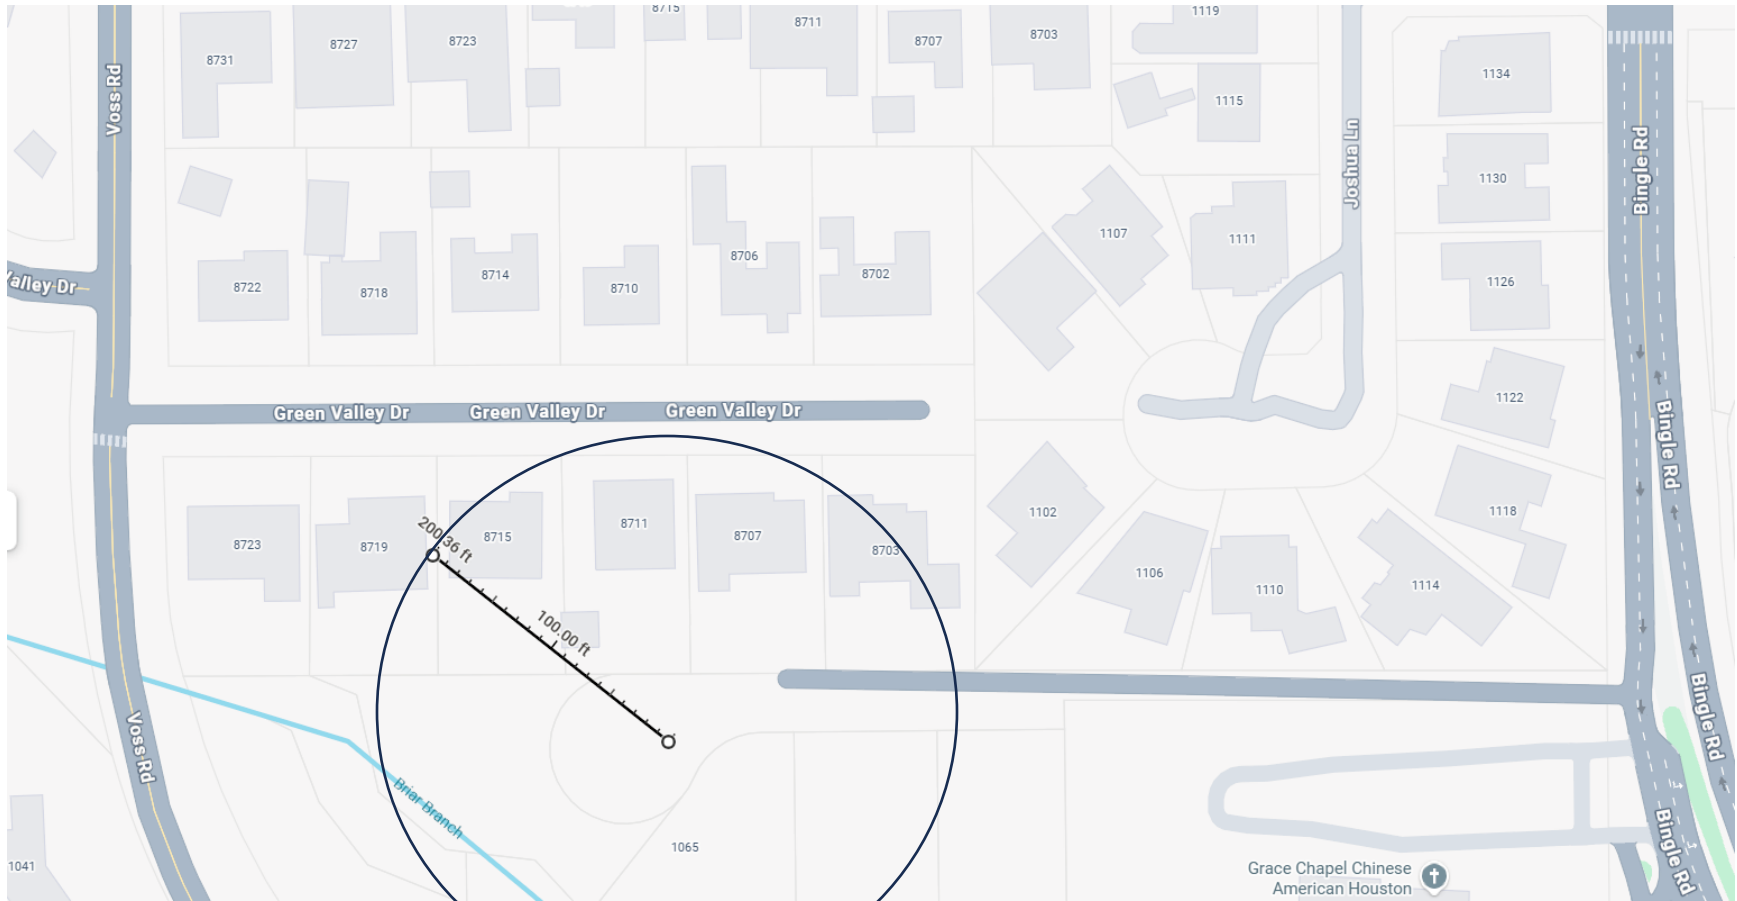 8715
8711
1119
8731
8727
8723
8707
8703
Voss Rd
1134
1115
Joshua Ln
Bingle Rd
1130
1107
1111
Valley Dr
8722
8718
8714
8710
8706
8702
1126
1122
Green Valley Dr
Green Valley Dr
Green Valley Dr
Bingle Rd
8723
8719
200.36 ft
8715
8711
8707
8703
1102
1118
1106
1110
1114
100.00 ft
Voss Rd
Bingle Rd
Briar Branch
1065
1041
Bingle Rd
Grace Chapel Chinese
American Houston